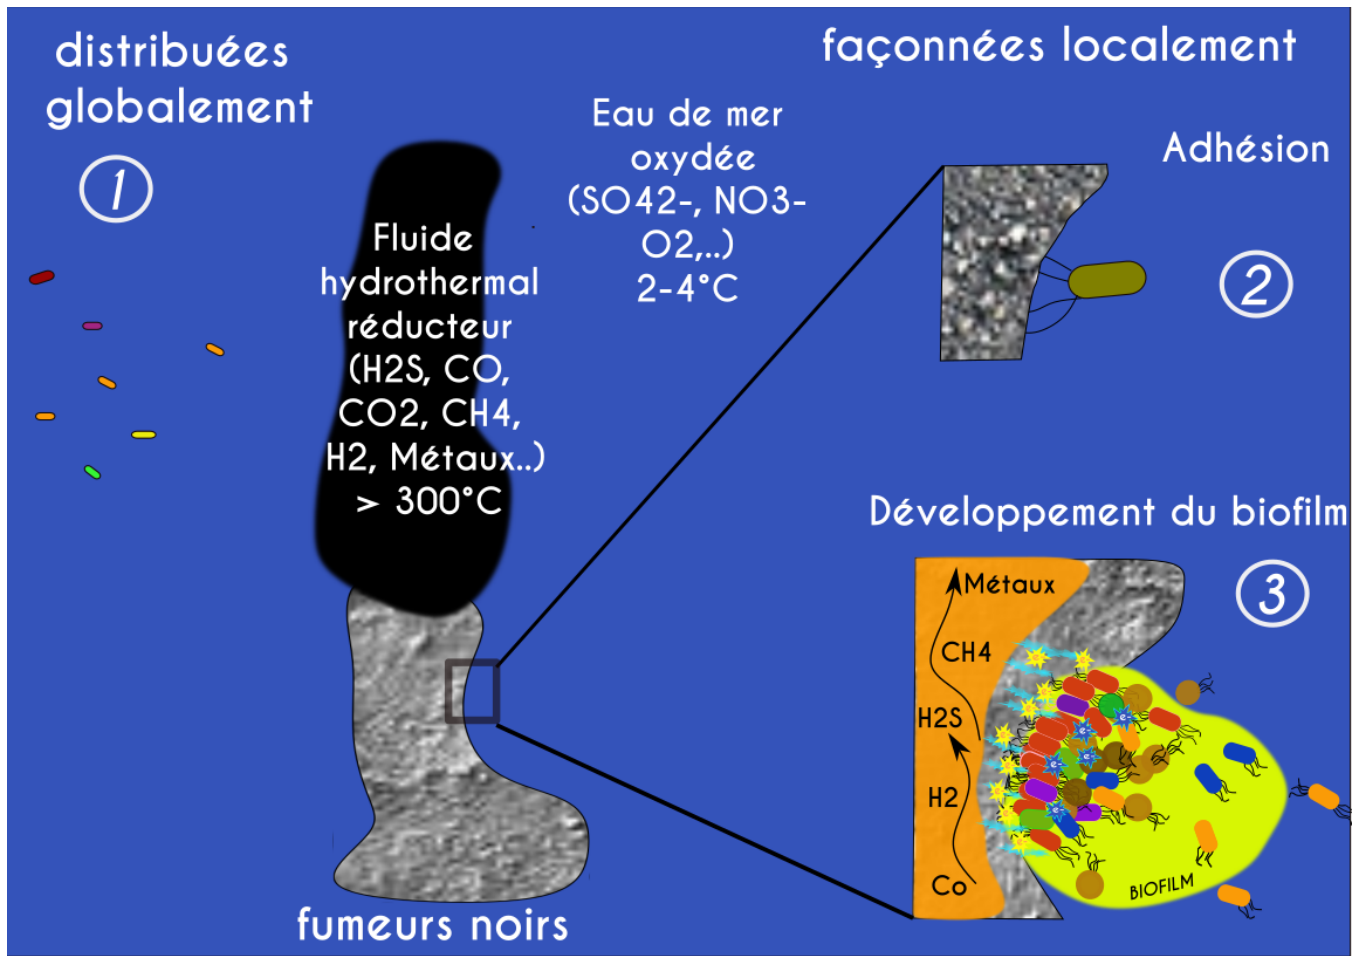 distribuées
globalement
1
façonnées localement
Eau de mer
oxydée
(SO42-, NO3-
O2,..)
2-4°C
Adhésion
2
Fluide
hydrothermal
réducteur
(H2S, CO,
CO2, CH4,
H2, Métaux..)
> 300°C
Développement du biofilm
3
Métaux
CH4
H2S
H2
Co
e-
e-
e-
e-
e-
BIOFILM
fumeurs noirs